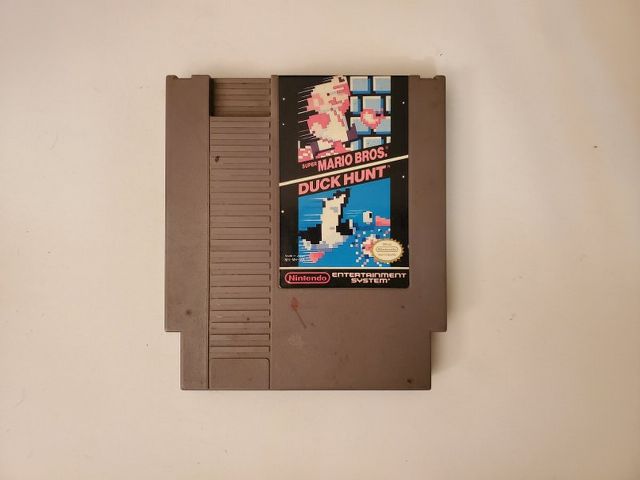 SUPER MARIO BROS.
DUCK HUNT
Nintendo
ENTERTAINMENT
SYSTEM